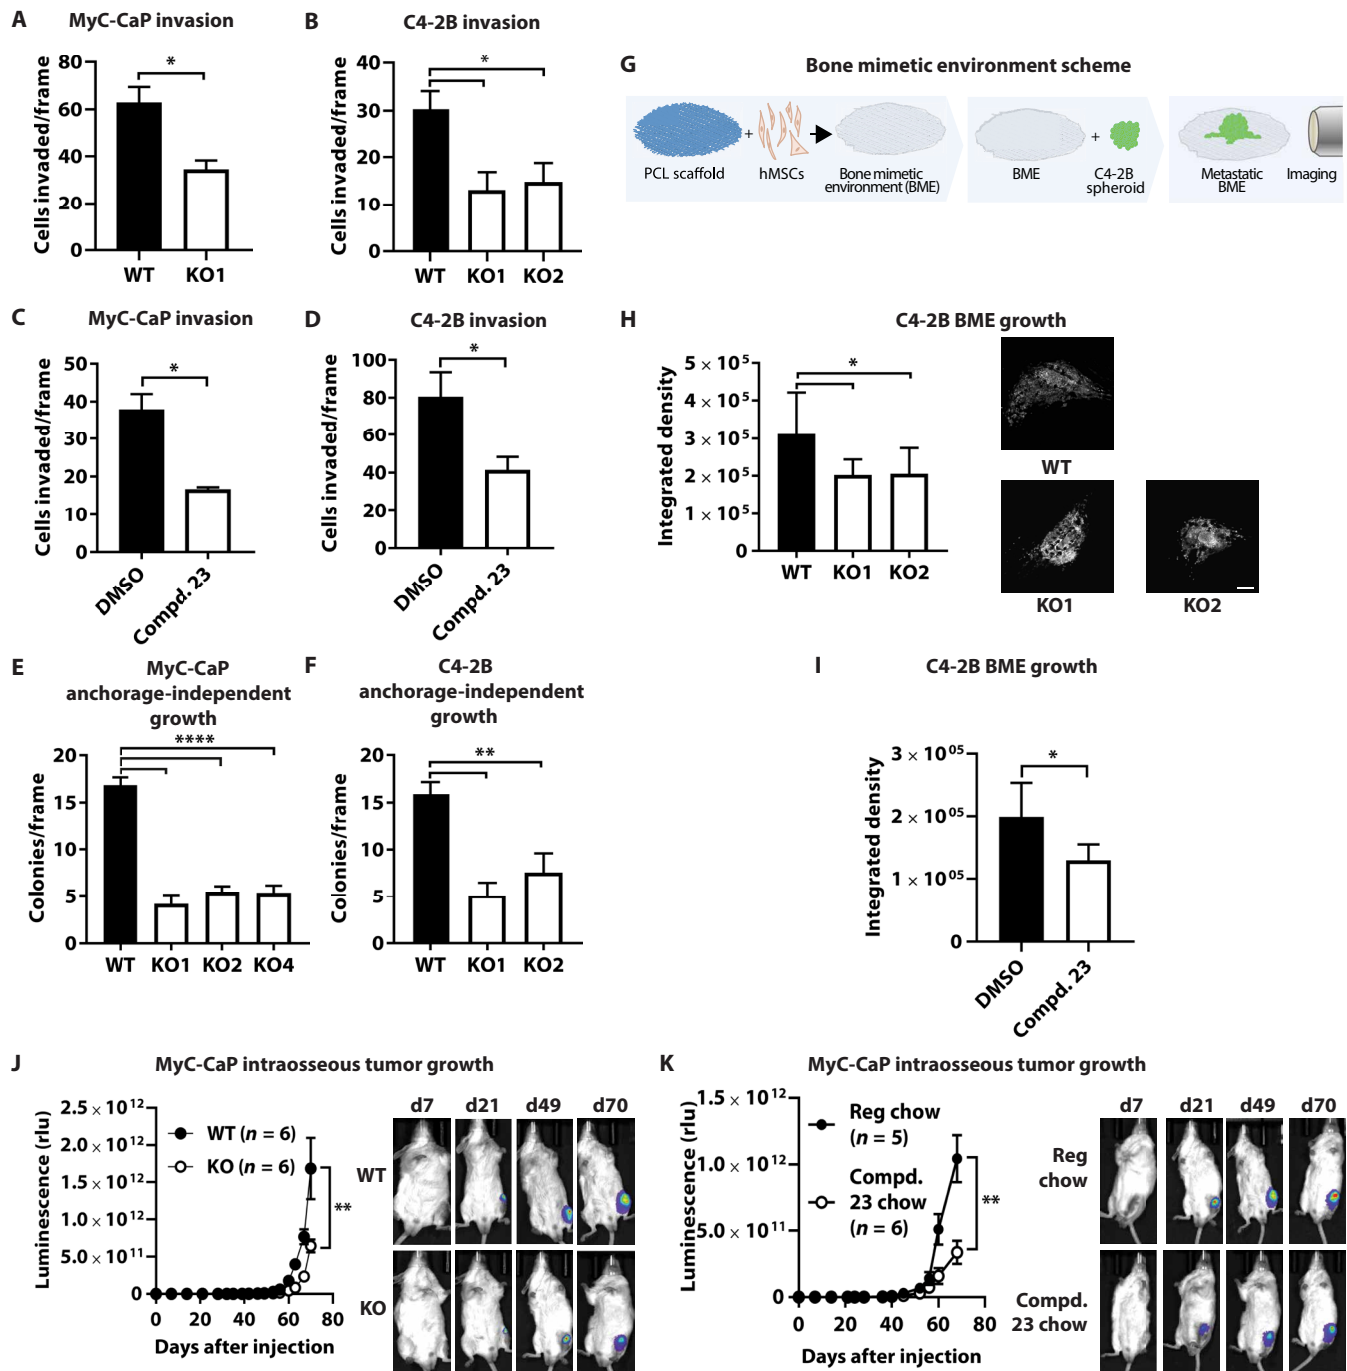 A
MyC-CaP invasion
Cells invaded/frame
80
60
40
20
0
*
WT
KO1
B
C4-2B invasion
Cells invaded/frame
40
30
20
10
0
*
WT
KO1
KO2
G
Bone mimetic environment scheme
+
+
PCL scaffold
hMSCs
Bone mimetic
environment (BME)
BME
C4-2B
spheroid
Metastatic
BME
Imaging
C
MyC-CaP invasion
Cells invaded/frame
50
40
30
20
10
0
*
DMSO
Compd. 23
D
C4-2B invasion
Cells invaded/frame
100
80
60
40
20
0
*
DMSO
Compd. 23
H
C4-2B BME growth
Integrated density
5 × 10⁵
4 × 10⁵
3 × 10⁵
2 × 10⁵
1 × 10⁵
0
*
WT
KO1
KO2
WT
KO1
KO2
E
MyC-CaP
anchorage-independent
growth
Colonies/frame
20
15
10
5
0
****
WT
KO1
KO2
KO4
F
C4-2B
anchorage-independent
growth
Colonies/frame
20
15
10
5
0
**
WT
KO1
KO2
I
C4-2B BME growth
Integrated density
3 × 10⁰⁵
2 × 10⁰⁵
1 × 10⁰⁵
0
*
DMSO
Compd. 23
J
MyC-CaP intraosseous tumor growth
Luminescence (rlu)
2.5 × 10¹²
2.0 × 10¹²
1.5 × 10¹²
1.0 × 10¹²
5.0 × 10¹¹
0
WT (n = 6)
KO (n = 6)
**
0 20 40 60 80
Days after injection
d7 d21 d49 d70
WT
KO
K
MyC-CaP intraosseous tumor growth
Luminescence (rlu)
1.5 × 10¹²
1.0 × 10¹²
5.0 × 10¹¹
0
Reg chow
(n = 5)
Compd.
23 chow
(n = 6)
**
0 20 40 60 80
Days after injection
d7 d21 d49 d70
Reg
chow
Compd.
23 chow